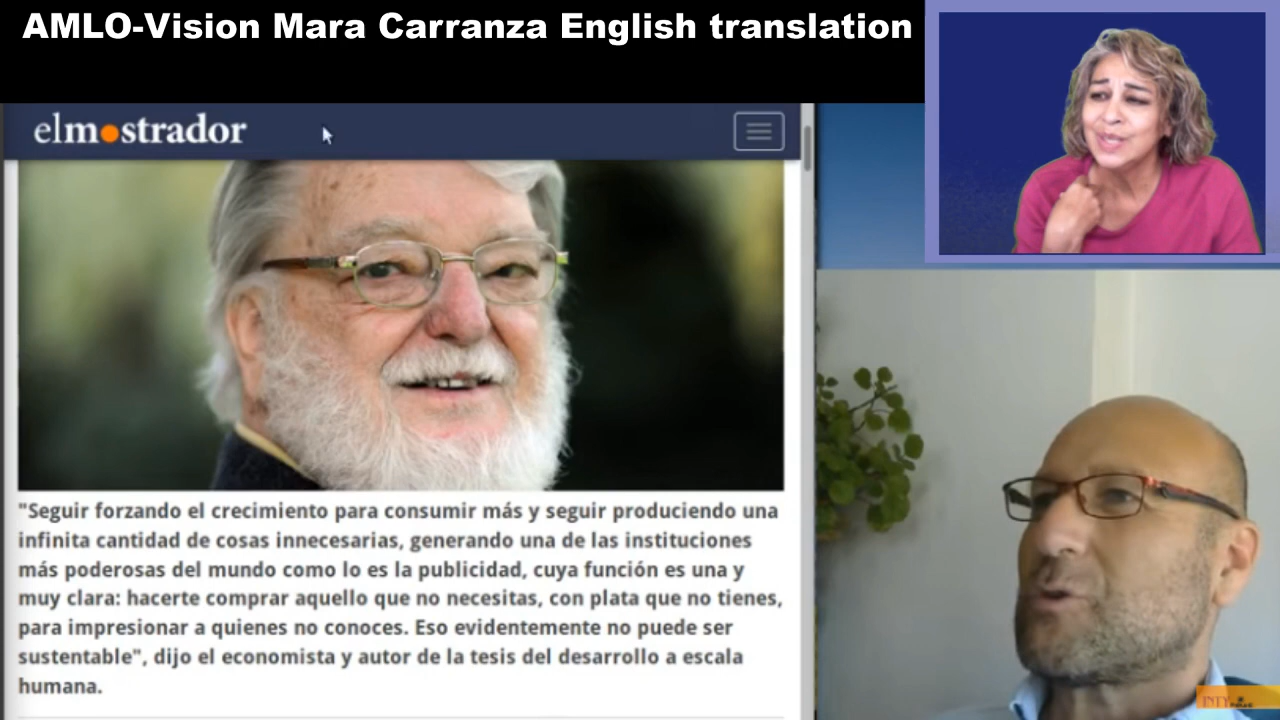 AMLO-Vision Mara Carranza English translation
elmostrador
"Seguir forzando el crecimiento para consumir más y seguir produciendo una
infinita cantidad de cosas innecesarias, generando una de las instituciones
más poderosas del mundo como lo es la publicidad, cuya función es una y
muy clara: hacerte comprar aquello que no necesitas, con plata que no tienes,
para impresionar a quienes no conoces. Eso evidentemente no puede ser
sustentable", dijo el economista y autor de la tesis del desarrollo a escala
humana.
INTY